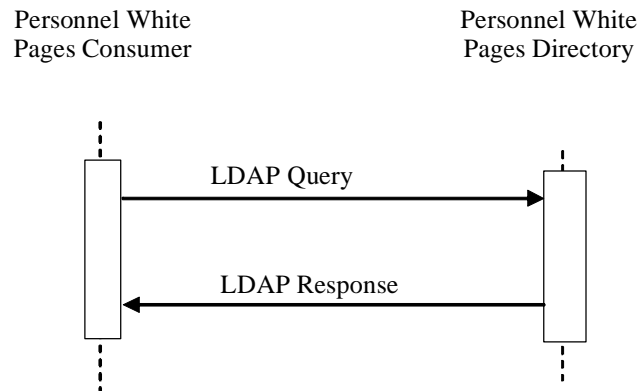 Personnel White
Pages Consumer
Personnel White
Pages Directory
LDAP Query
LDAP Response